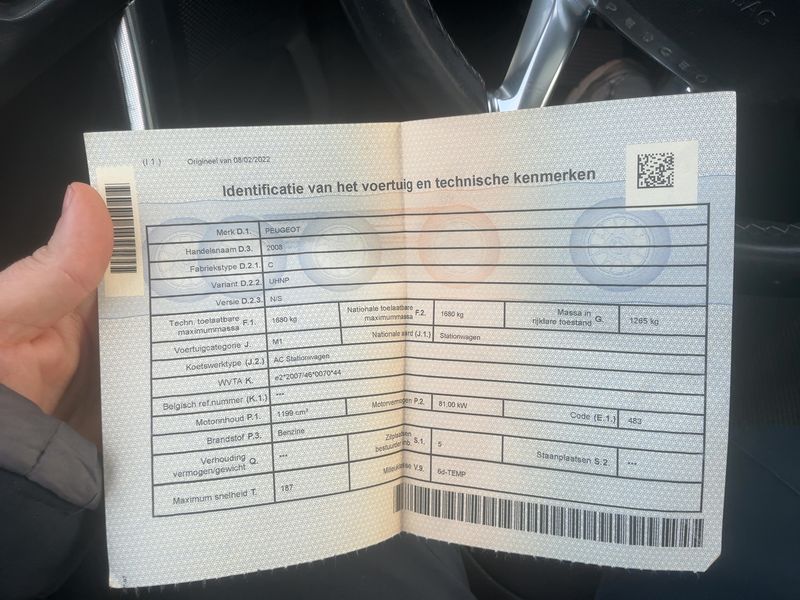 PEUGEOT
(I.1.) Origineel van 08/02/2022
Identificatie van het voertuig en technische kenmerken
Merk D.1. PEUGEOT
Handelsnaam D.3. 2008
Fabriekstype D.2.1. C
Variant D.2.2. UHNP
Versie D.2.3. N/S
Techn. toelaatbare maximummassa F.1. 1680 kg Nationale toelaatbare maximummassa F.2. 1680 kg Massa in rijklare toestand G. 1265 kg
Voertuigcategorie J. M1 Nationale aard (J.1.) Stationwagen
Koetswerktype (J.2.) AC Stationwagen
WVTA K. e2*2007/46*0070*44
Belgisch ref.nummer (K.1.) ***
Motorinhoud P.1. 1199 cm³ Motorvermogen P.2. 81.00 kW Code (E.1.) 483
Brandstof P.3. Benzine
Verhouding vermogen/gewicht Q. *** Zitplaatsen bestuurder inb. S.1. 5 Staanplaatsen S.2. ***
Maximum snelheid T. 187 Milieuklasse V.9. 6d-TEMP